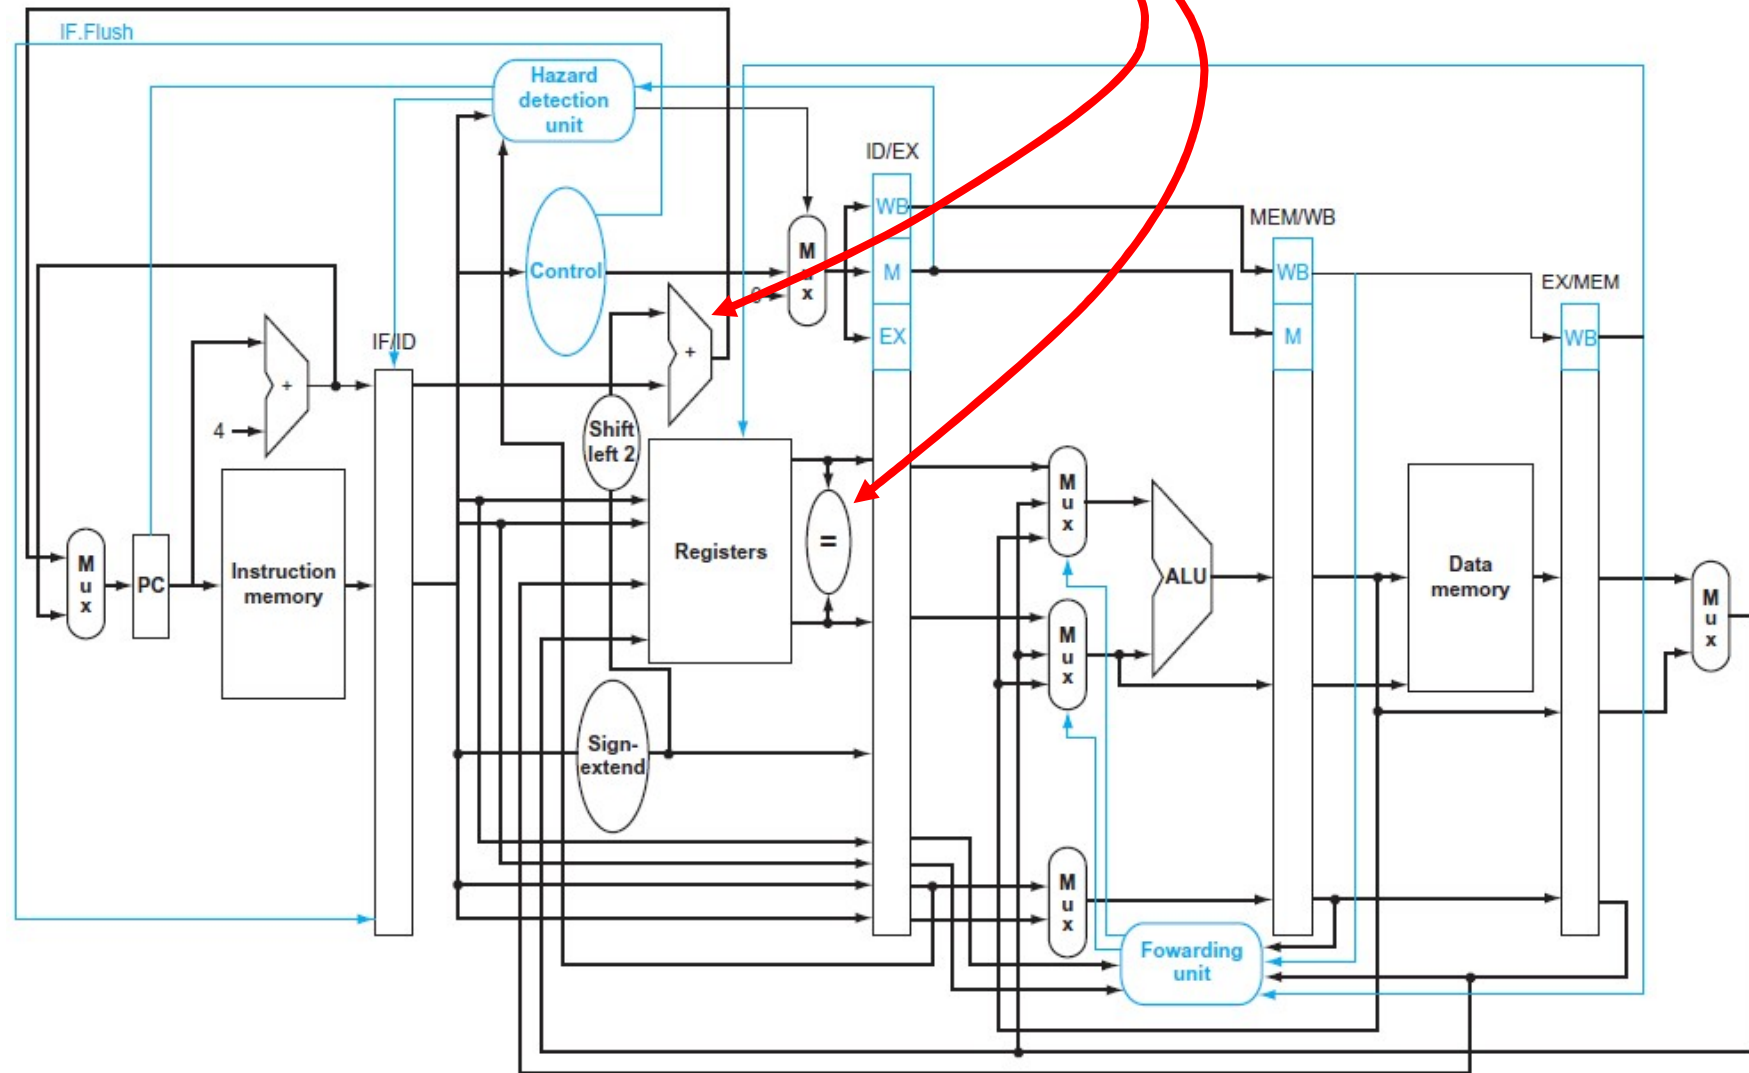 IF.Flush
Hazard
detection
unit
ID/EX
WB
M
EX
MEM/WB
WB
M
EX/MEM
WB
Control
M
u
x
0
+
IF/ID
+
4
Shift
left 2
M
u
x
PC
Instruction
memory
Registers
=
M
u
x
M
u
x
ALU
Data
memory
M
u
x
Sign-
extend
M
u
x
Fowarding
unit